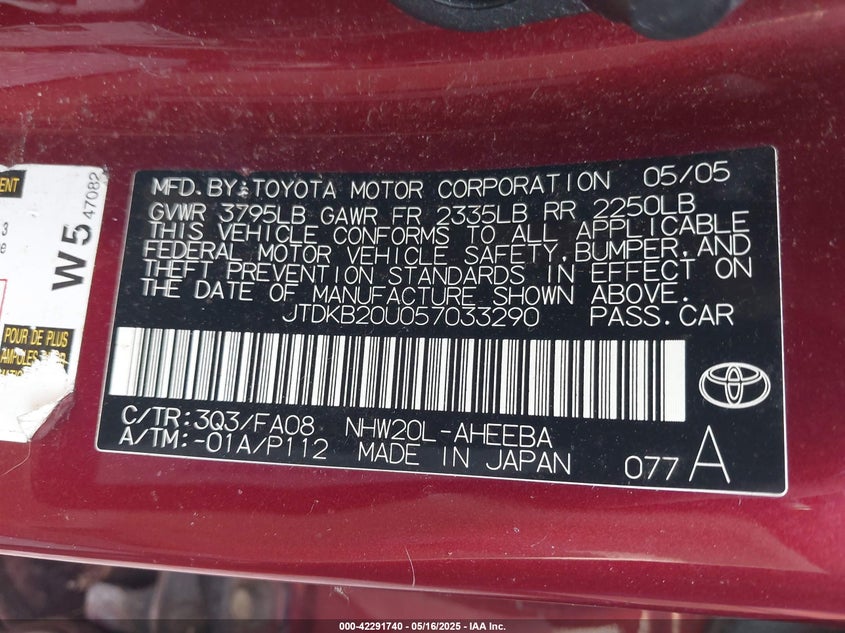 MFD. BY: TOYOTA MOTOR CORPORATION 05/05
GVWR 3795LB GAWR FR 2335LB RR 2250LB
THIS VEHICLE CONFORMS TO ALL APPLICABLE
FEDERAL MOTOR VEHICLE SAFETY, BUMPER, AND
THEFT PREVENTION STANDARDS IN EFFECT ON
THE DATE OF MANUFACTURE SHOWN ABOVE.
JTDKB20U057033290 PASS. CAR
C/TR: 3Q3/FA08 NHW20L-AHEEBA
A/TM: -01A/P112 MADE IN JAPAN
077 A
W5
47082
3
POUR DE PLUS
000-42291740 - 05/16/2025 - IAA Inc.